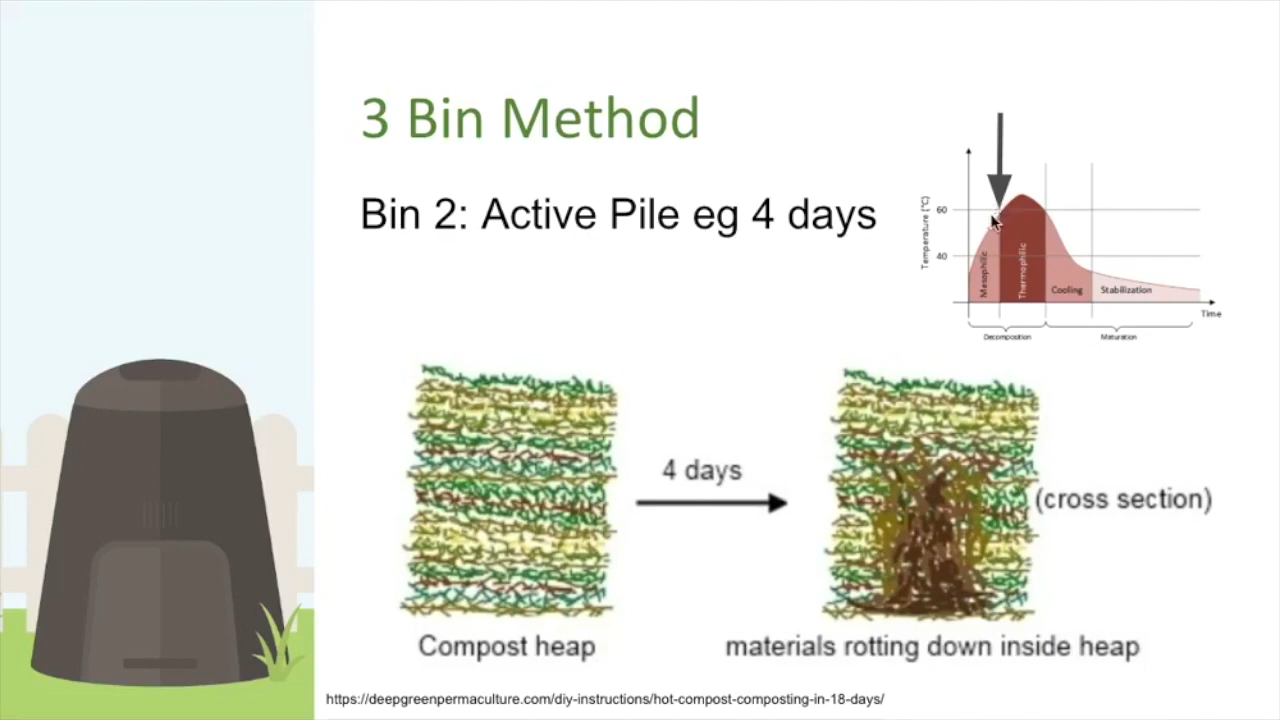 3 Bin Method
Bin 2: Active Pile eg 4 days
Temperature (°C)
60
40
Mesophilic
Thermophilic
Cooling
Stabilization
Time
Decomposition
Maturation
4 days
(cross section)
Compost heap
materials rotting down inside heap
https://deepgreenpermaculture.com/diy-instructions/hot-compost-composting-in-18-days/